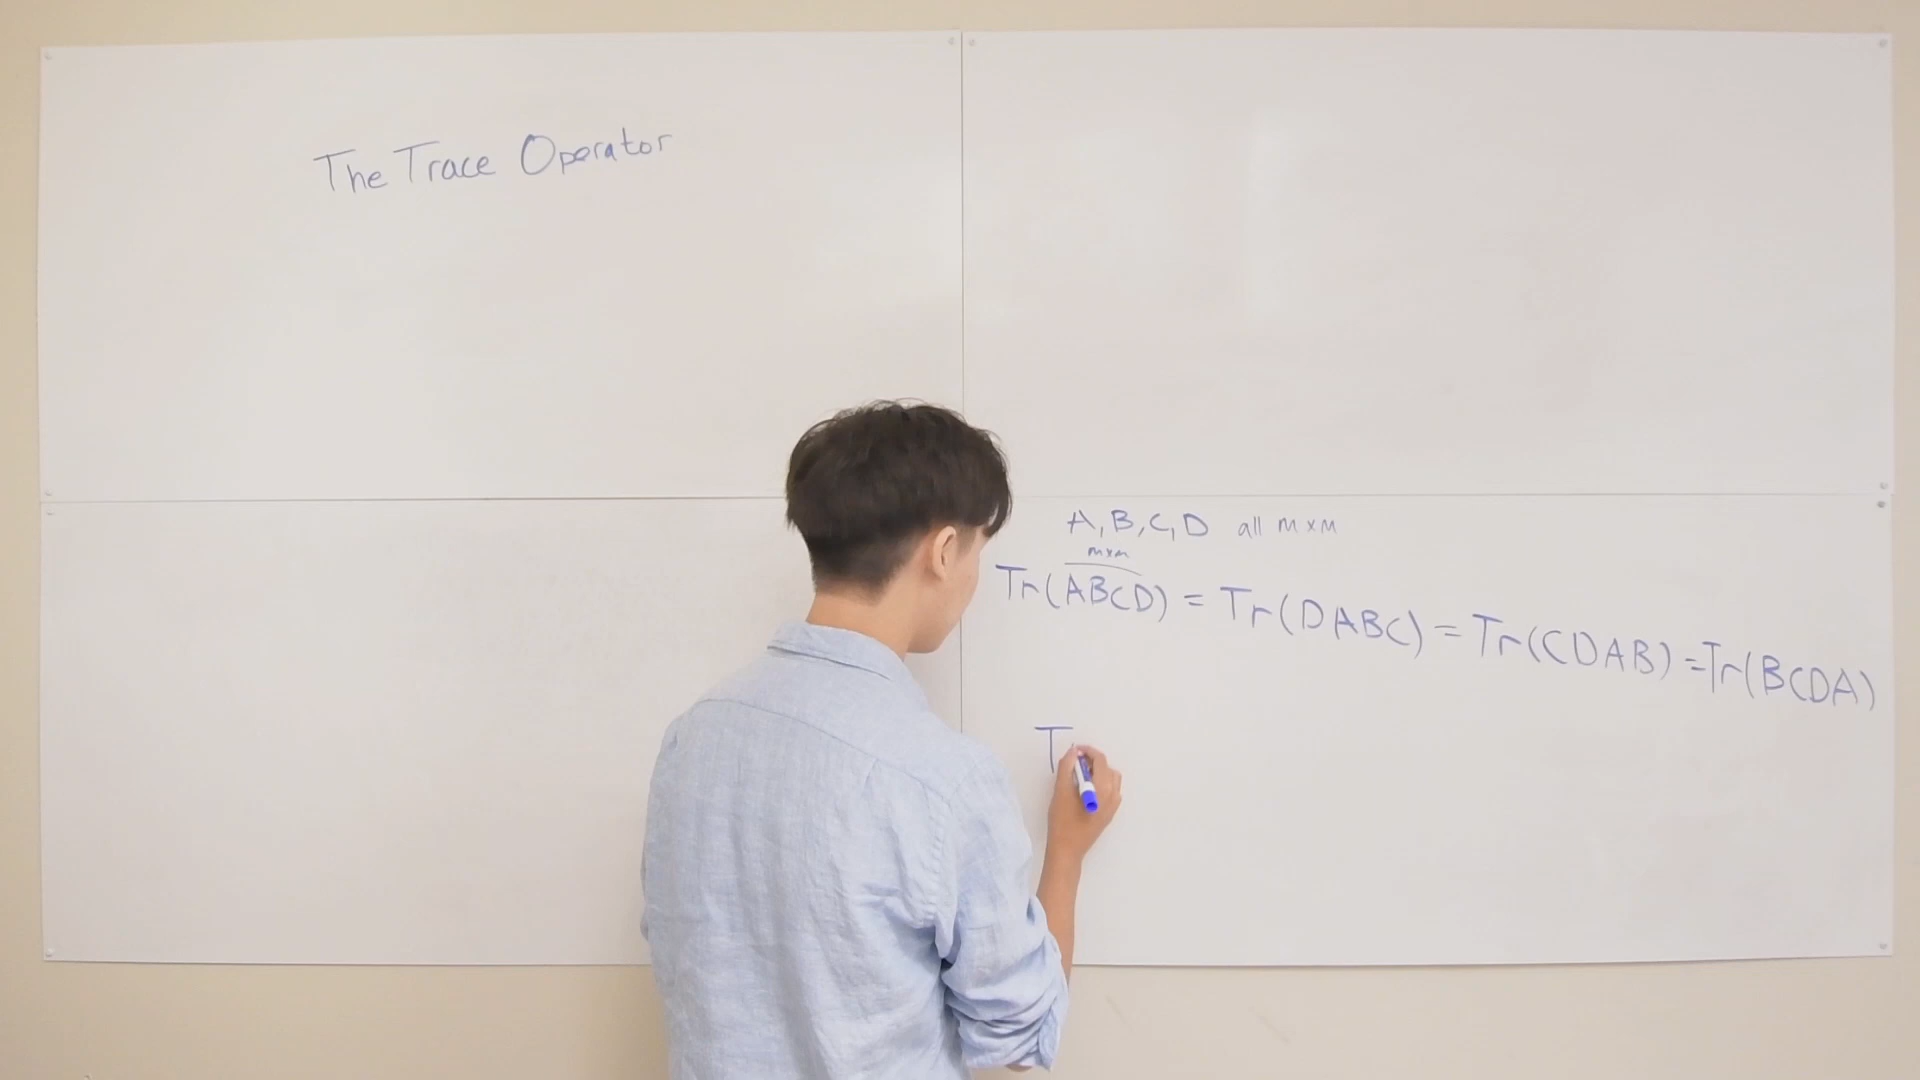 The Trace Operator
A, B, C, D all m x m
m x m
Tr(ABCD) = Tr(DABC) = Tr(CDAB) = Tr(BCDA)
T